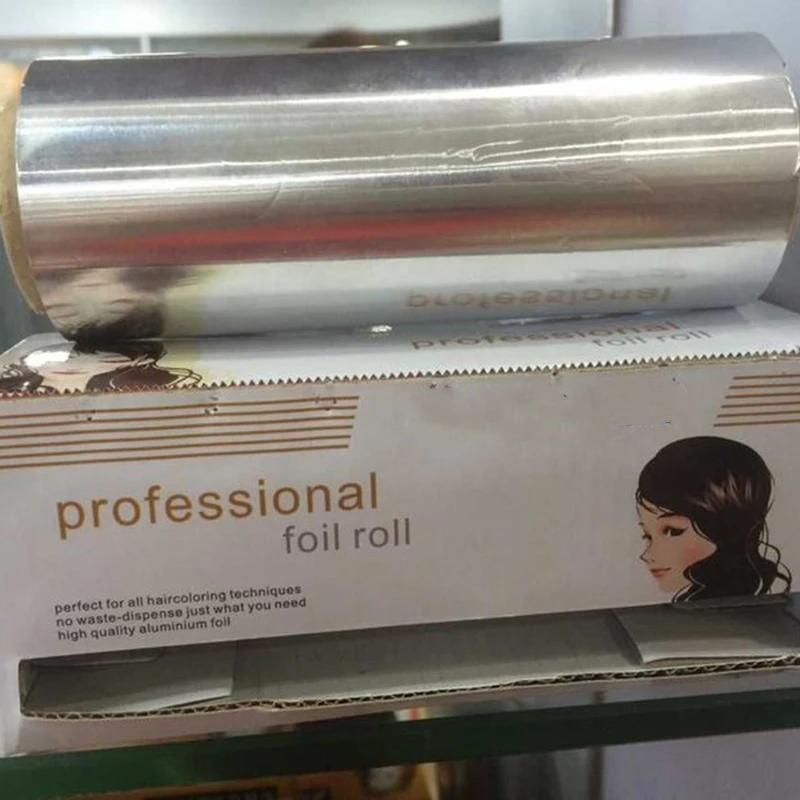 professional
professional
foil roll
professional
foil roll
perfect for all haircoloring techniques
no waste-dispense just what you need
high quality aluminium foil